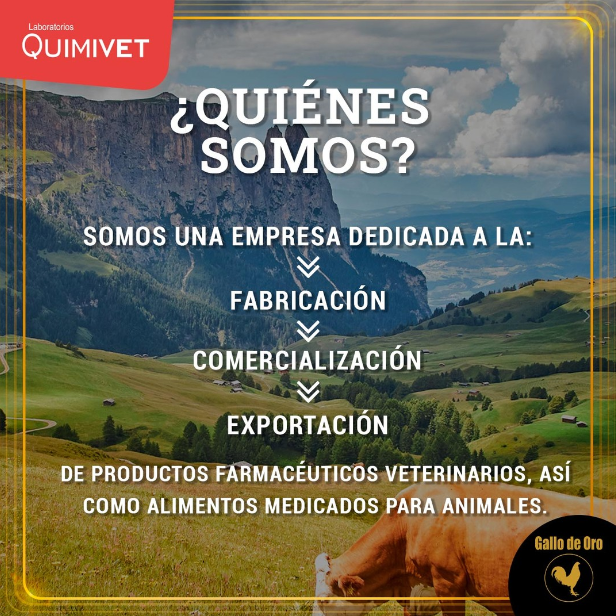 Laboratorios
QUIMIVET
¿QUIÉNES
SOMOS?
SOMOS UNA EMPRESA DEDICADA A LA:
FABRICACIÓN
COMERCIALIZACIÓN
EXPORTACIÓN
DE PRODUCTOS FARMACÉUTICOS VETERINARIOS, ASÍ
COMO ALIMENTOS MEDICADOS PARA ANIMALES.
Gallo de Oro